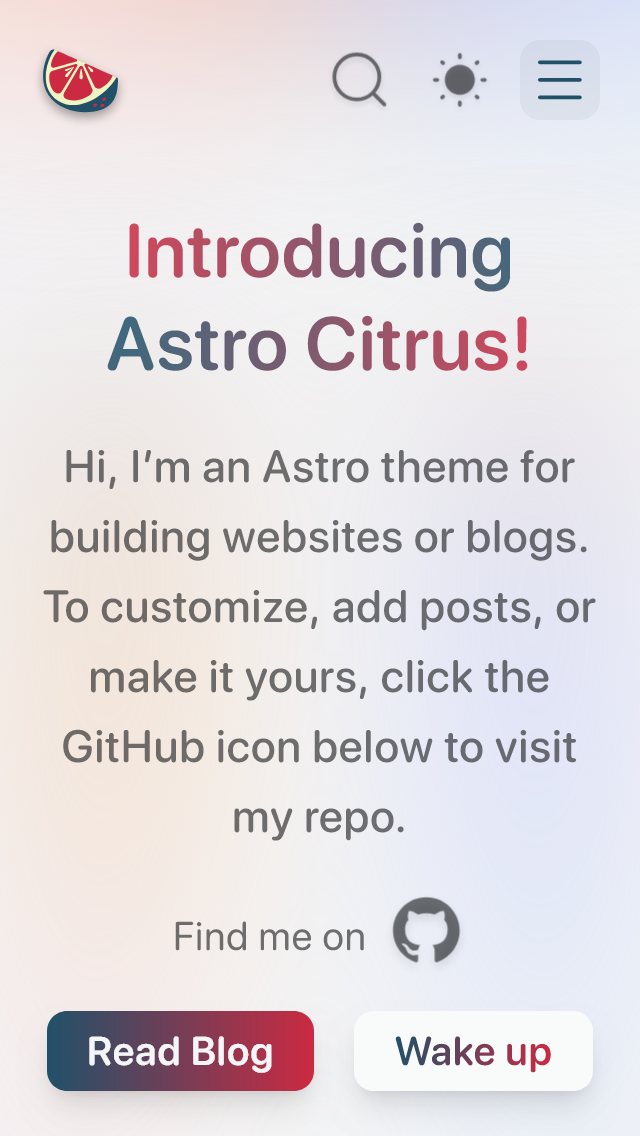 Introducing
Astro Citrus!
Hi, I’m an Astro theme for
building websites or blogs.
To customize, add posts, or
make it yours, click the
GitHub icon below to visit
my repo.
Find me on
Read Blog
Wake up